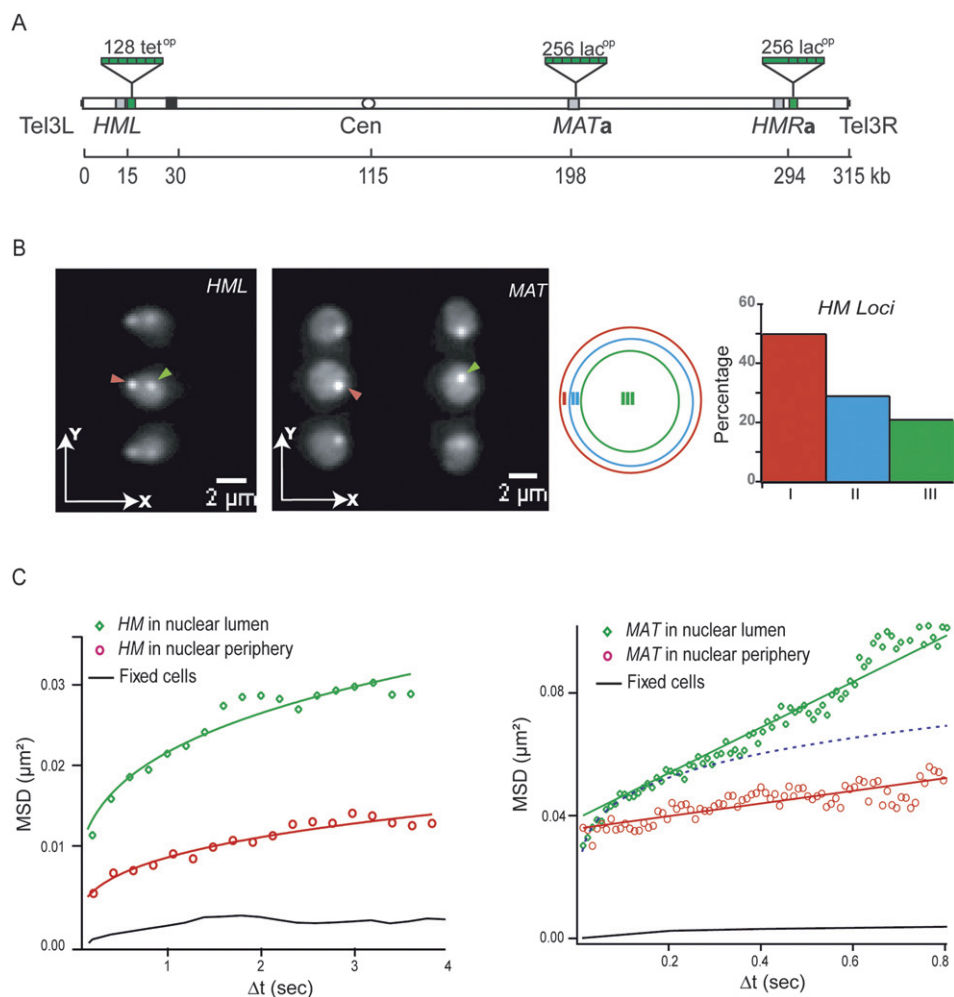 A
128 tet^op
256 lac^op
256 lac^op
Tel3L HML Cen MATa HMRa Tel3R
0 15 30 115 198 294 315 kb
B
HML
Y
X
2 µm
MAT
Y
X
2 µm
I II III
HM Loci
Percentage
60
40
20
0
I II III
C
HM in nuclear lumen
HM in nuclear periphery
Fixed cells
MSD (µm²)
0.03
0.02
0.01
0.00
1 2 3 4
Δt (sec)
MAT in nuclear lumen
MAT in nuclear periphery
Fixed cells
MSD (µm²)
0.08
0.04
0.00
0.2 0.4 0.6 0.8
Δt (sec)